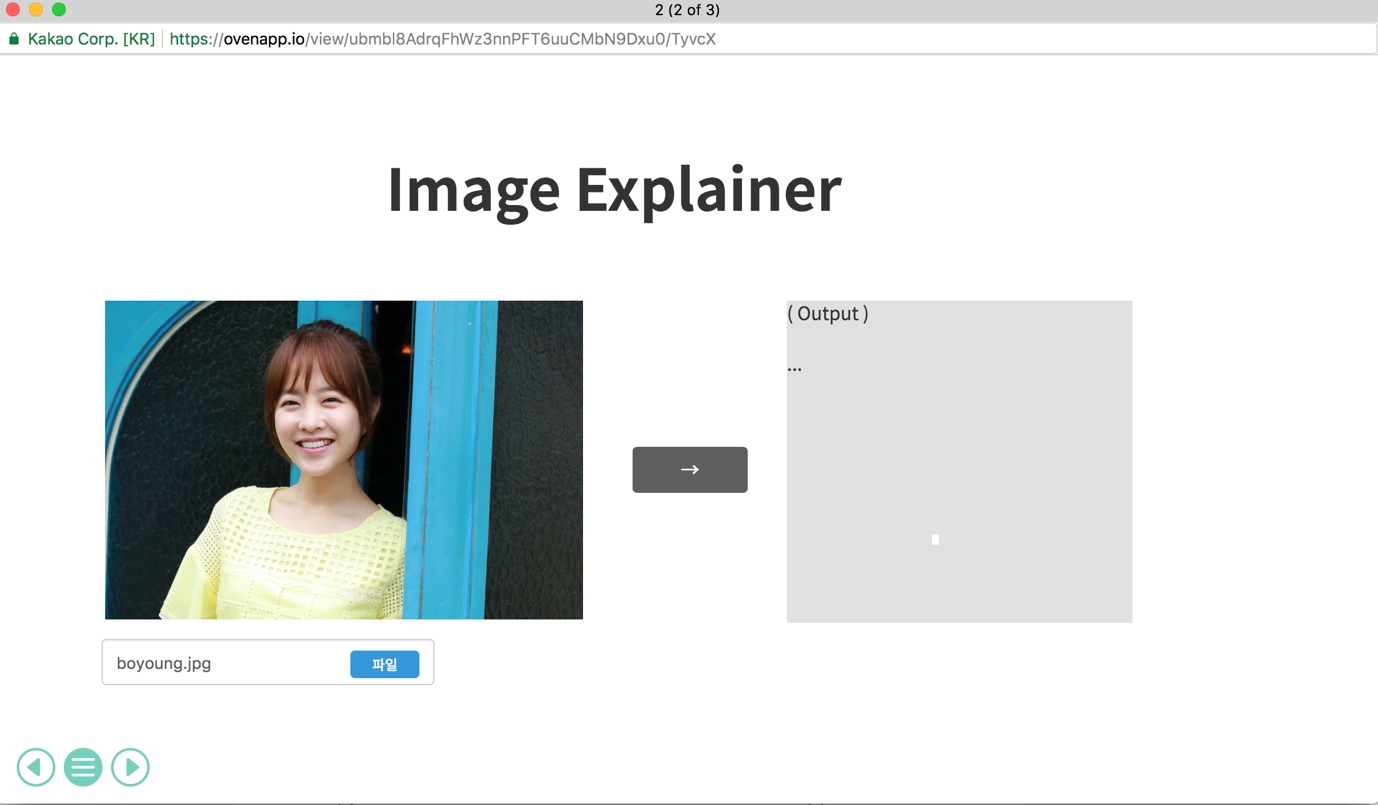 2 (2 of 3)
Kakao Corp. [KR] https://ovenapp.io/view/ubmbl8AdrqFhWz3nnPFT6uuCMbN9Dxu0/TyvcX
Image Explainer
( Output )
...
→
boyoung.jpg 파일